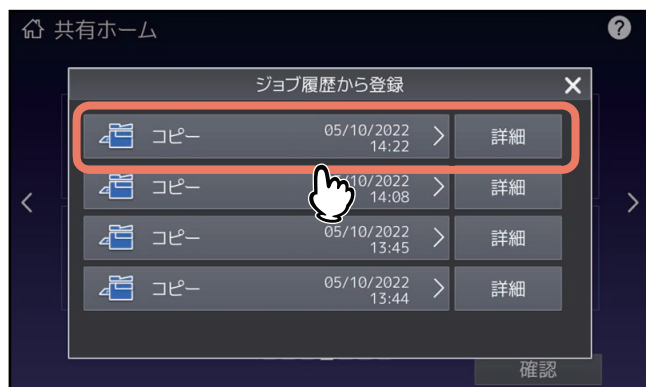 共有ホーム
?
ジョブ履歴から登録
コピー 05/10/2022 14:22 詳細
コピー /10/2022 14:08 詳細
コピー 05/10/2022 13:45 詳細
コピー 05/10/2022 13:44 詳細
確認